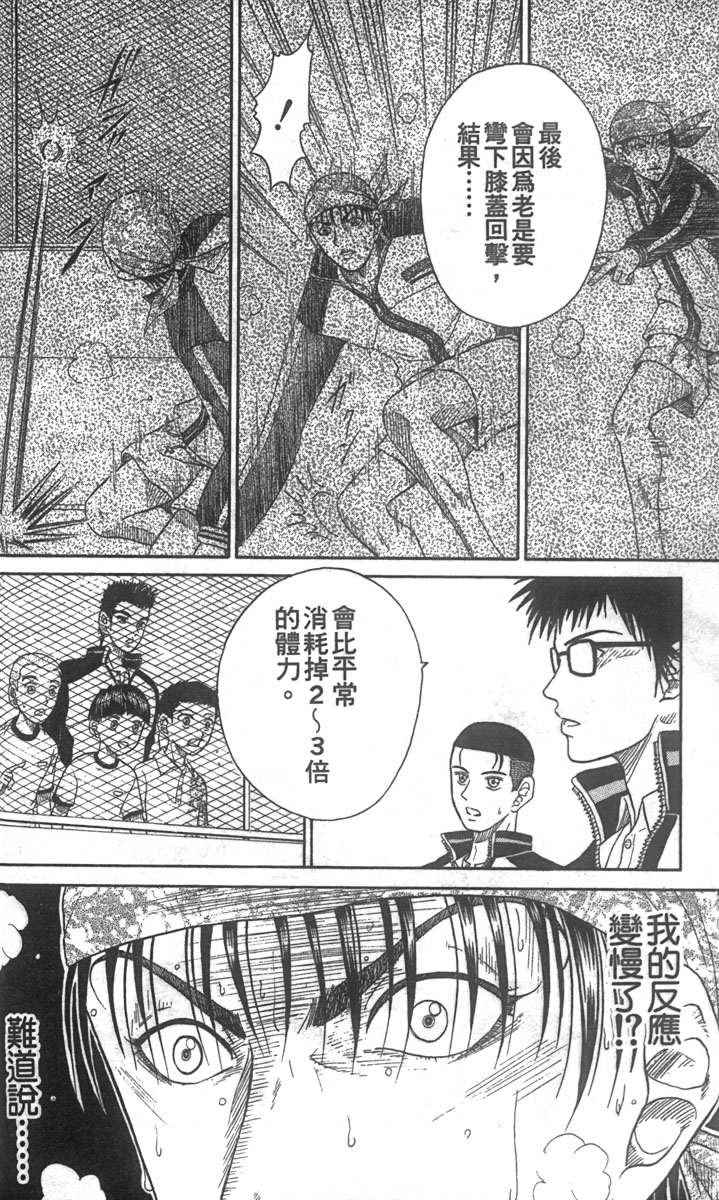 最後
會因爲老是要
彎下膝蓋回擊，
結果……
！
會比平常
消耗掉2～3倍
的體力。
我的反應
變慢了!?
難道說……